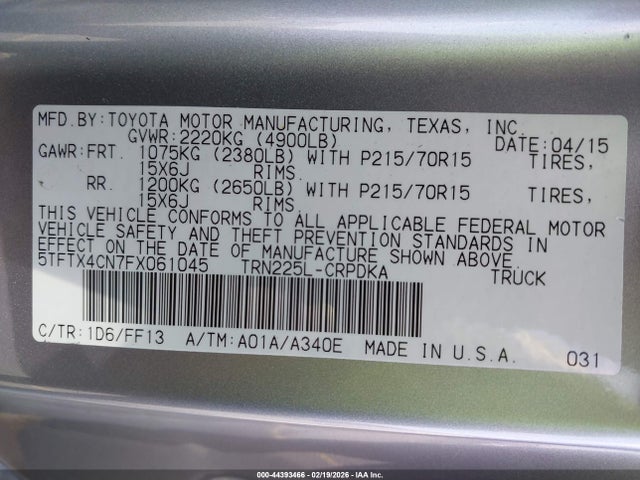 MFD.BY:TOYOTA MOTOR MANUFACTURING, TEXAS, INC.
GVWR:2220KG (4900LB) DATE:04/15
GAWR:FRT. 1075KG (2380LB) WITH P215/70R15 TIRES,
15X6J RIMS.
RR. 1200KG (2650LB) WITH P215/70R15 TIRES,
15X6J RIMS.
THIS VEHICLE CONFORMS TO ALL APPLICABLE FEDERAL MOTOR
VEHICLE SAFETY AND THEFT PREVENTION STANDARDS IN
EFFECT ON THE DATE OF MANUFACTURE SHOWN ABOVE.
5TFTX4CN7FX061045 TRN225L-CRPDKA TRUCK
C/TR:1D6/FF13 A/TM:A01A/A340E MADE IN U.S.A. 031
000-44393466 - 02/19/2026 - IAA Inc.